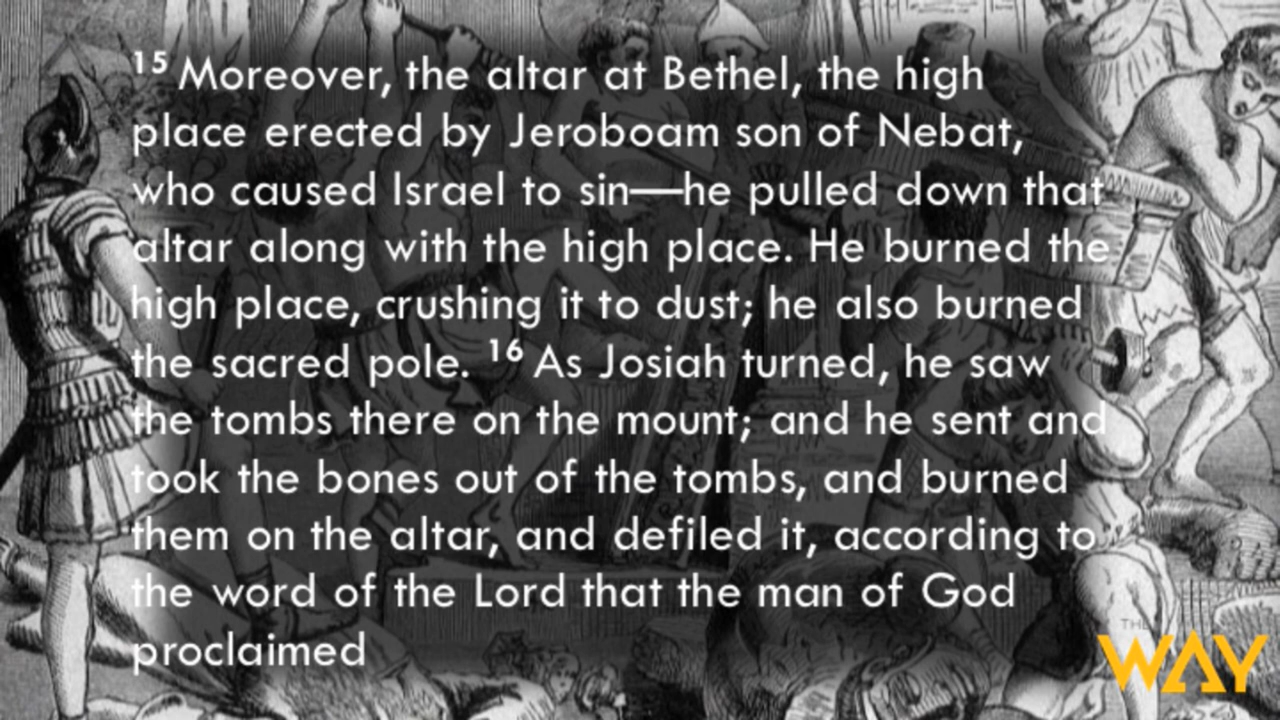 15 Moreover, the altar at Bethel, the high
place erected by Jeroboam son of Nebat,
who caused Israel to sin—he pulled down that
altar along with the high place. He burned the
high place, crushing it to dust; he also burned
the sacred pole. 16 As Josiah turned, he saw
the tombs there on the mount; and he sent and
took the bones out of the tombs, and burned
them on the altar, and defiled it, according to
the word of the Lord that the man of God
proclaimed
THE
WAY